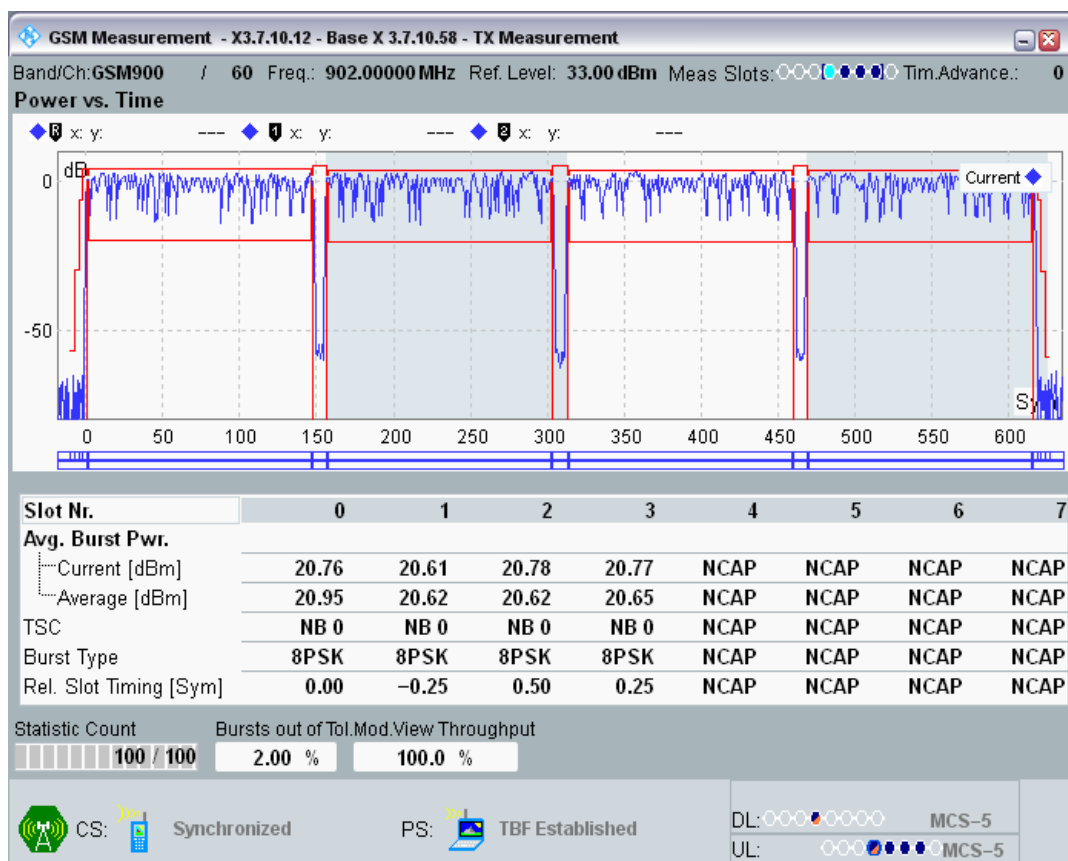 GSM Measurement - X3.7.10.12 - Base X 3.7.10.58 - TX Measurement
Band/Ch:GSM900 / 60 Freq.: 902.00000 MHz Ref. Level: 33.00 dBm Meas Slots: Tim.Advance.: 0
Power vs. Time
R x: y: --- 1 x: y: --- 2 x: y: ---
dB
Current
0
-50
0 50 100 150 200 250 300 350 400 450 500 550 600
Slot Nr. 0 1 2 3 4 5 6 7
Avg. Burst Pwr.
Current [dBm] 20.76 20.61 20.78 20.77 NCAP NCAP NCAP NCAP
Average [dBm] 20.95 20.62 20.62 20.65 NCAP NCAP NCAP NCAP
TSC NB 0 NB 0 NB 0 NB 0 NCAP NCAP NCAP NCAP
Burst Type 8PSK 8PSK 8PSK 8PSK NCAP NCAP NCAP NCAP
Rel. Slot Timing [Sym] 0.00 −0.25 0.50 0.25 NCAP NCAP NCAP NCAP
Statistic Count Bursts out of Tol.Mod.View Throughput
100 / 100 2.00 % 100.0 %
CS: Synchronized PS: TBF Established
DL: MCS−5
UL: MCS−5